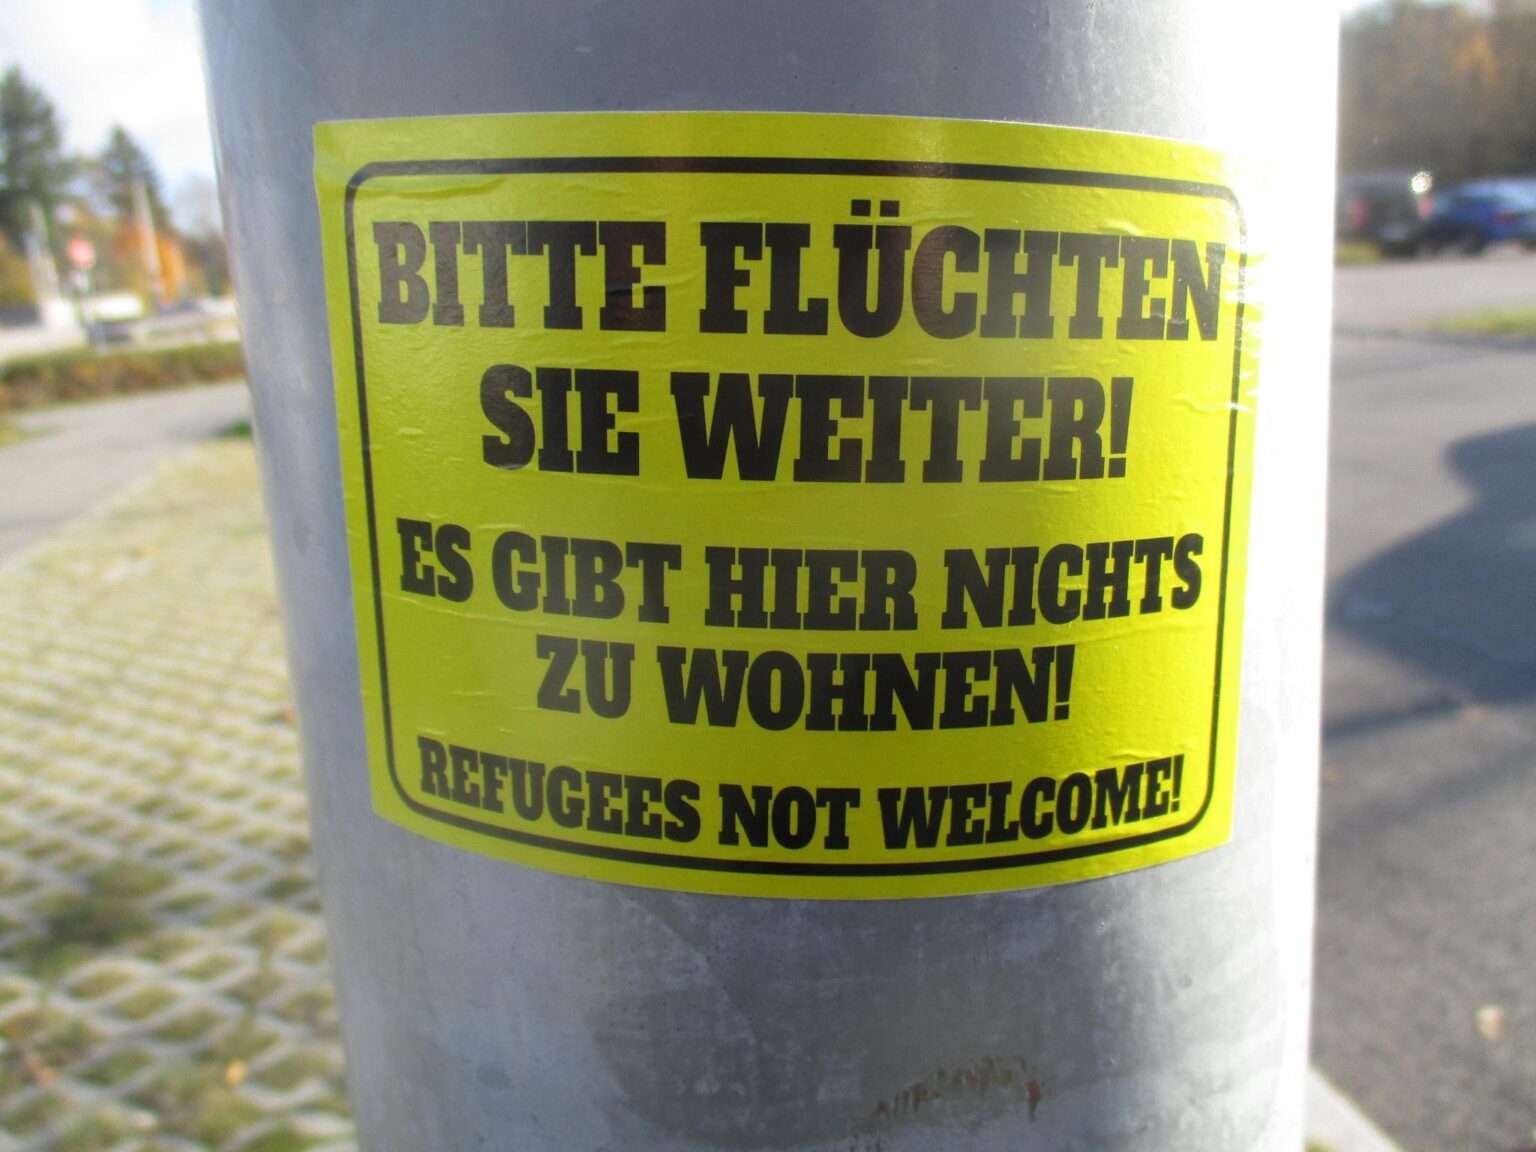 BITTE FLÜCHTEN
SIE WEITER!
ES GIBT HIER NICHTS
ZU WOHNEN!
REFUGEES NOT WELCOME!